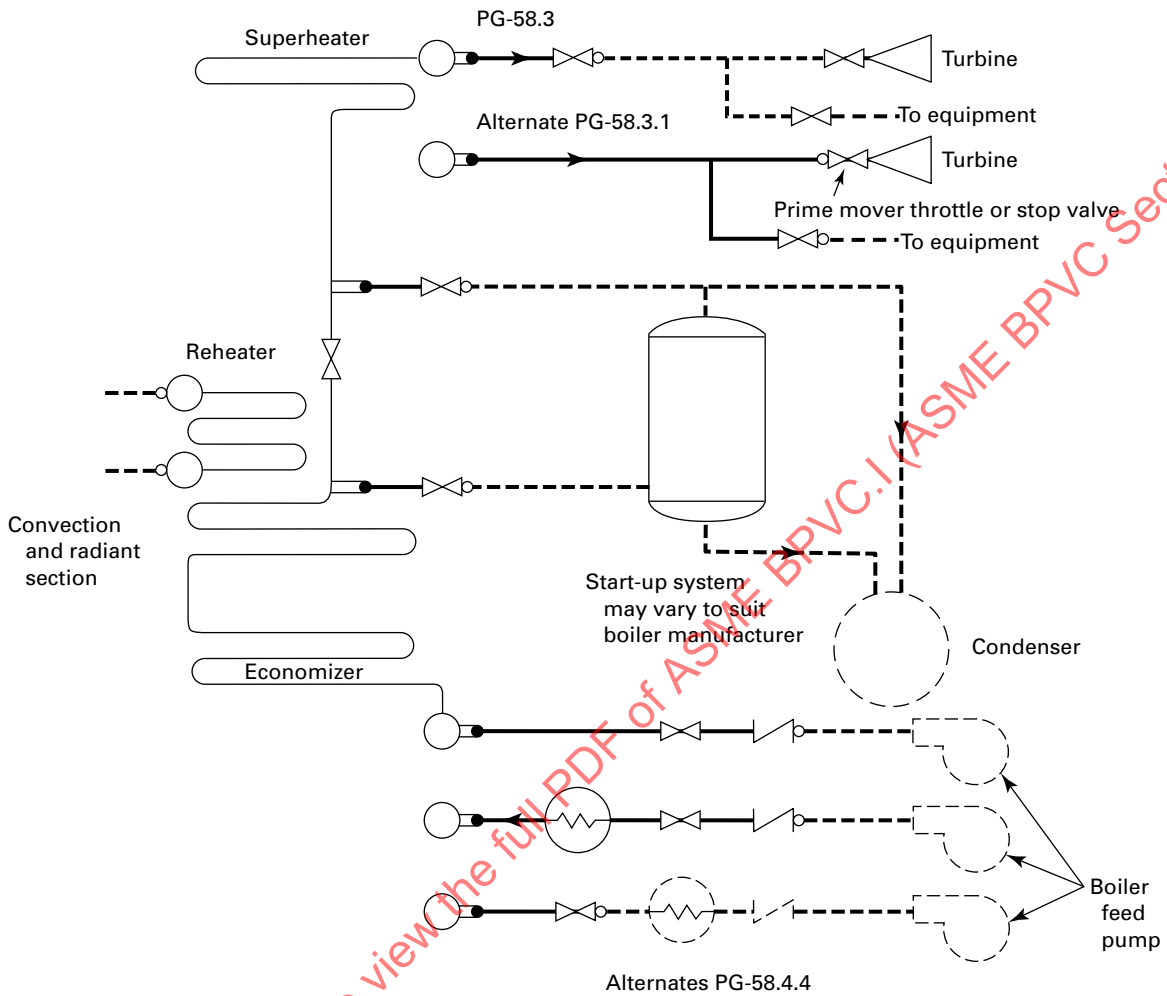 PG-58.3
Superheater
Turbine
To equipment
Alternate PG-58.3.1
Turbine
Prime mover throttle or stop valve
To equipment
Reheater
Convection
and radiant
section
Start-up system
may vary to suit
boiler manufacturer
Condenser
Economizer
Boiler
feed
pump
Alternates PG-58.4.4
view the full PDF of ASME BPVC.I (ASME BPVC Sect